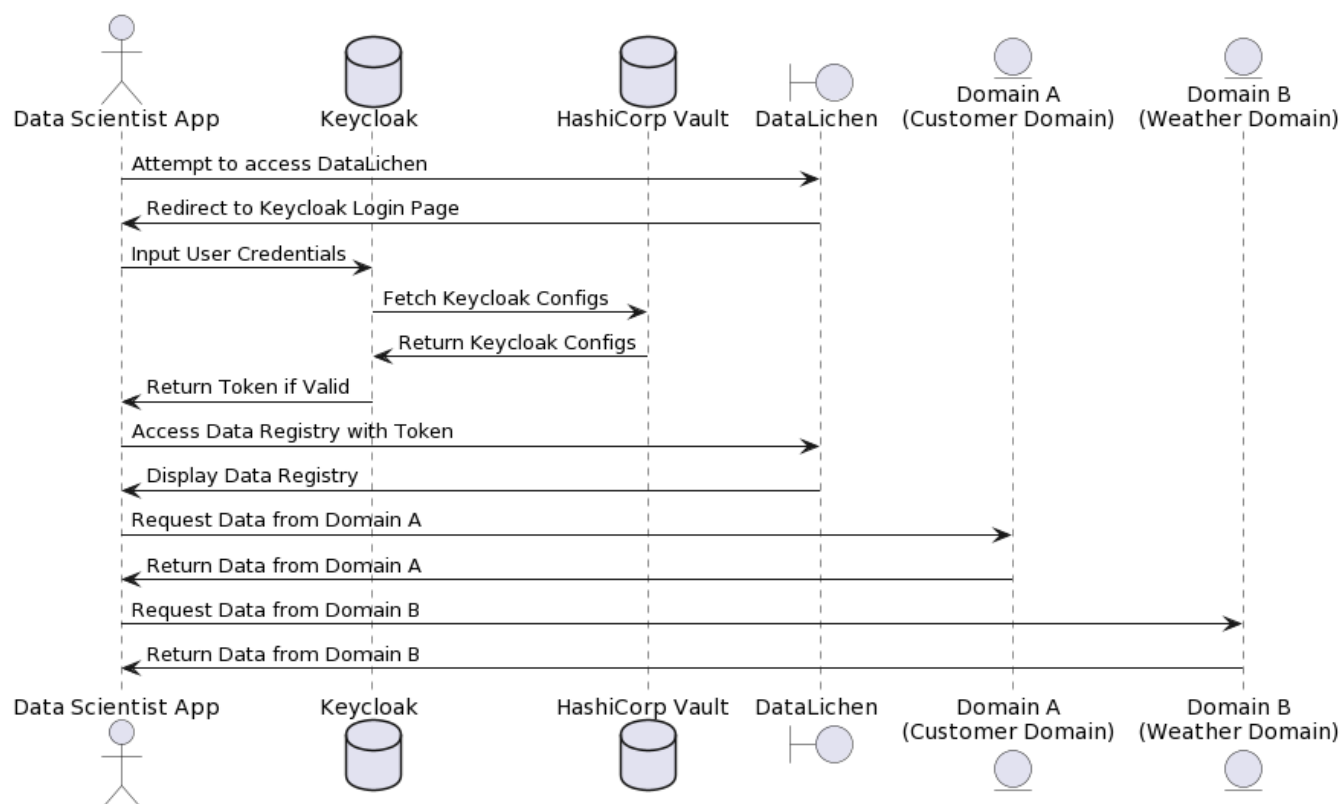 Data Scientist App
Keycloak
HashiCorp Vault
DataLichen
Domain A
(Customer Domain)
Domain B
(Weather Domain)
Attempt to access DataLichen
Redirect to Keycloak Login Page
Input User Credentials
Fetch Keycloak Configs
Return Keycloak Configs
Return Token if Valid
Access Data Registry with Token
Display Data Registry
Request Data from Domain A
Return Data from Domain A
Request Data from Domain B
Return Data from Domain B
Data Scientist App
Keycloak
HashiCorp Vault
DataLichen
Domain A
(Customer Domain)
Domain B
(Weather Domain)